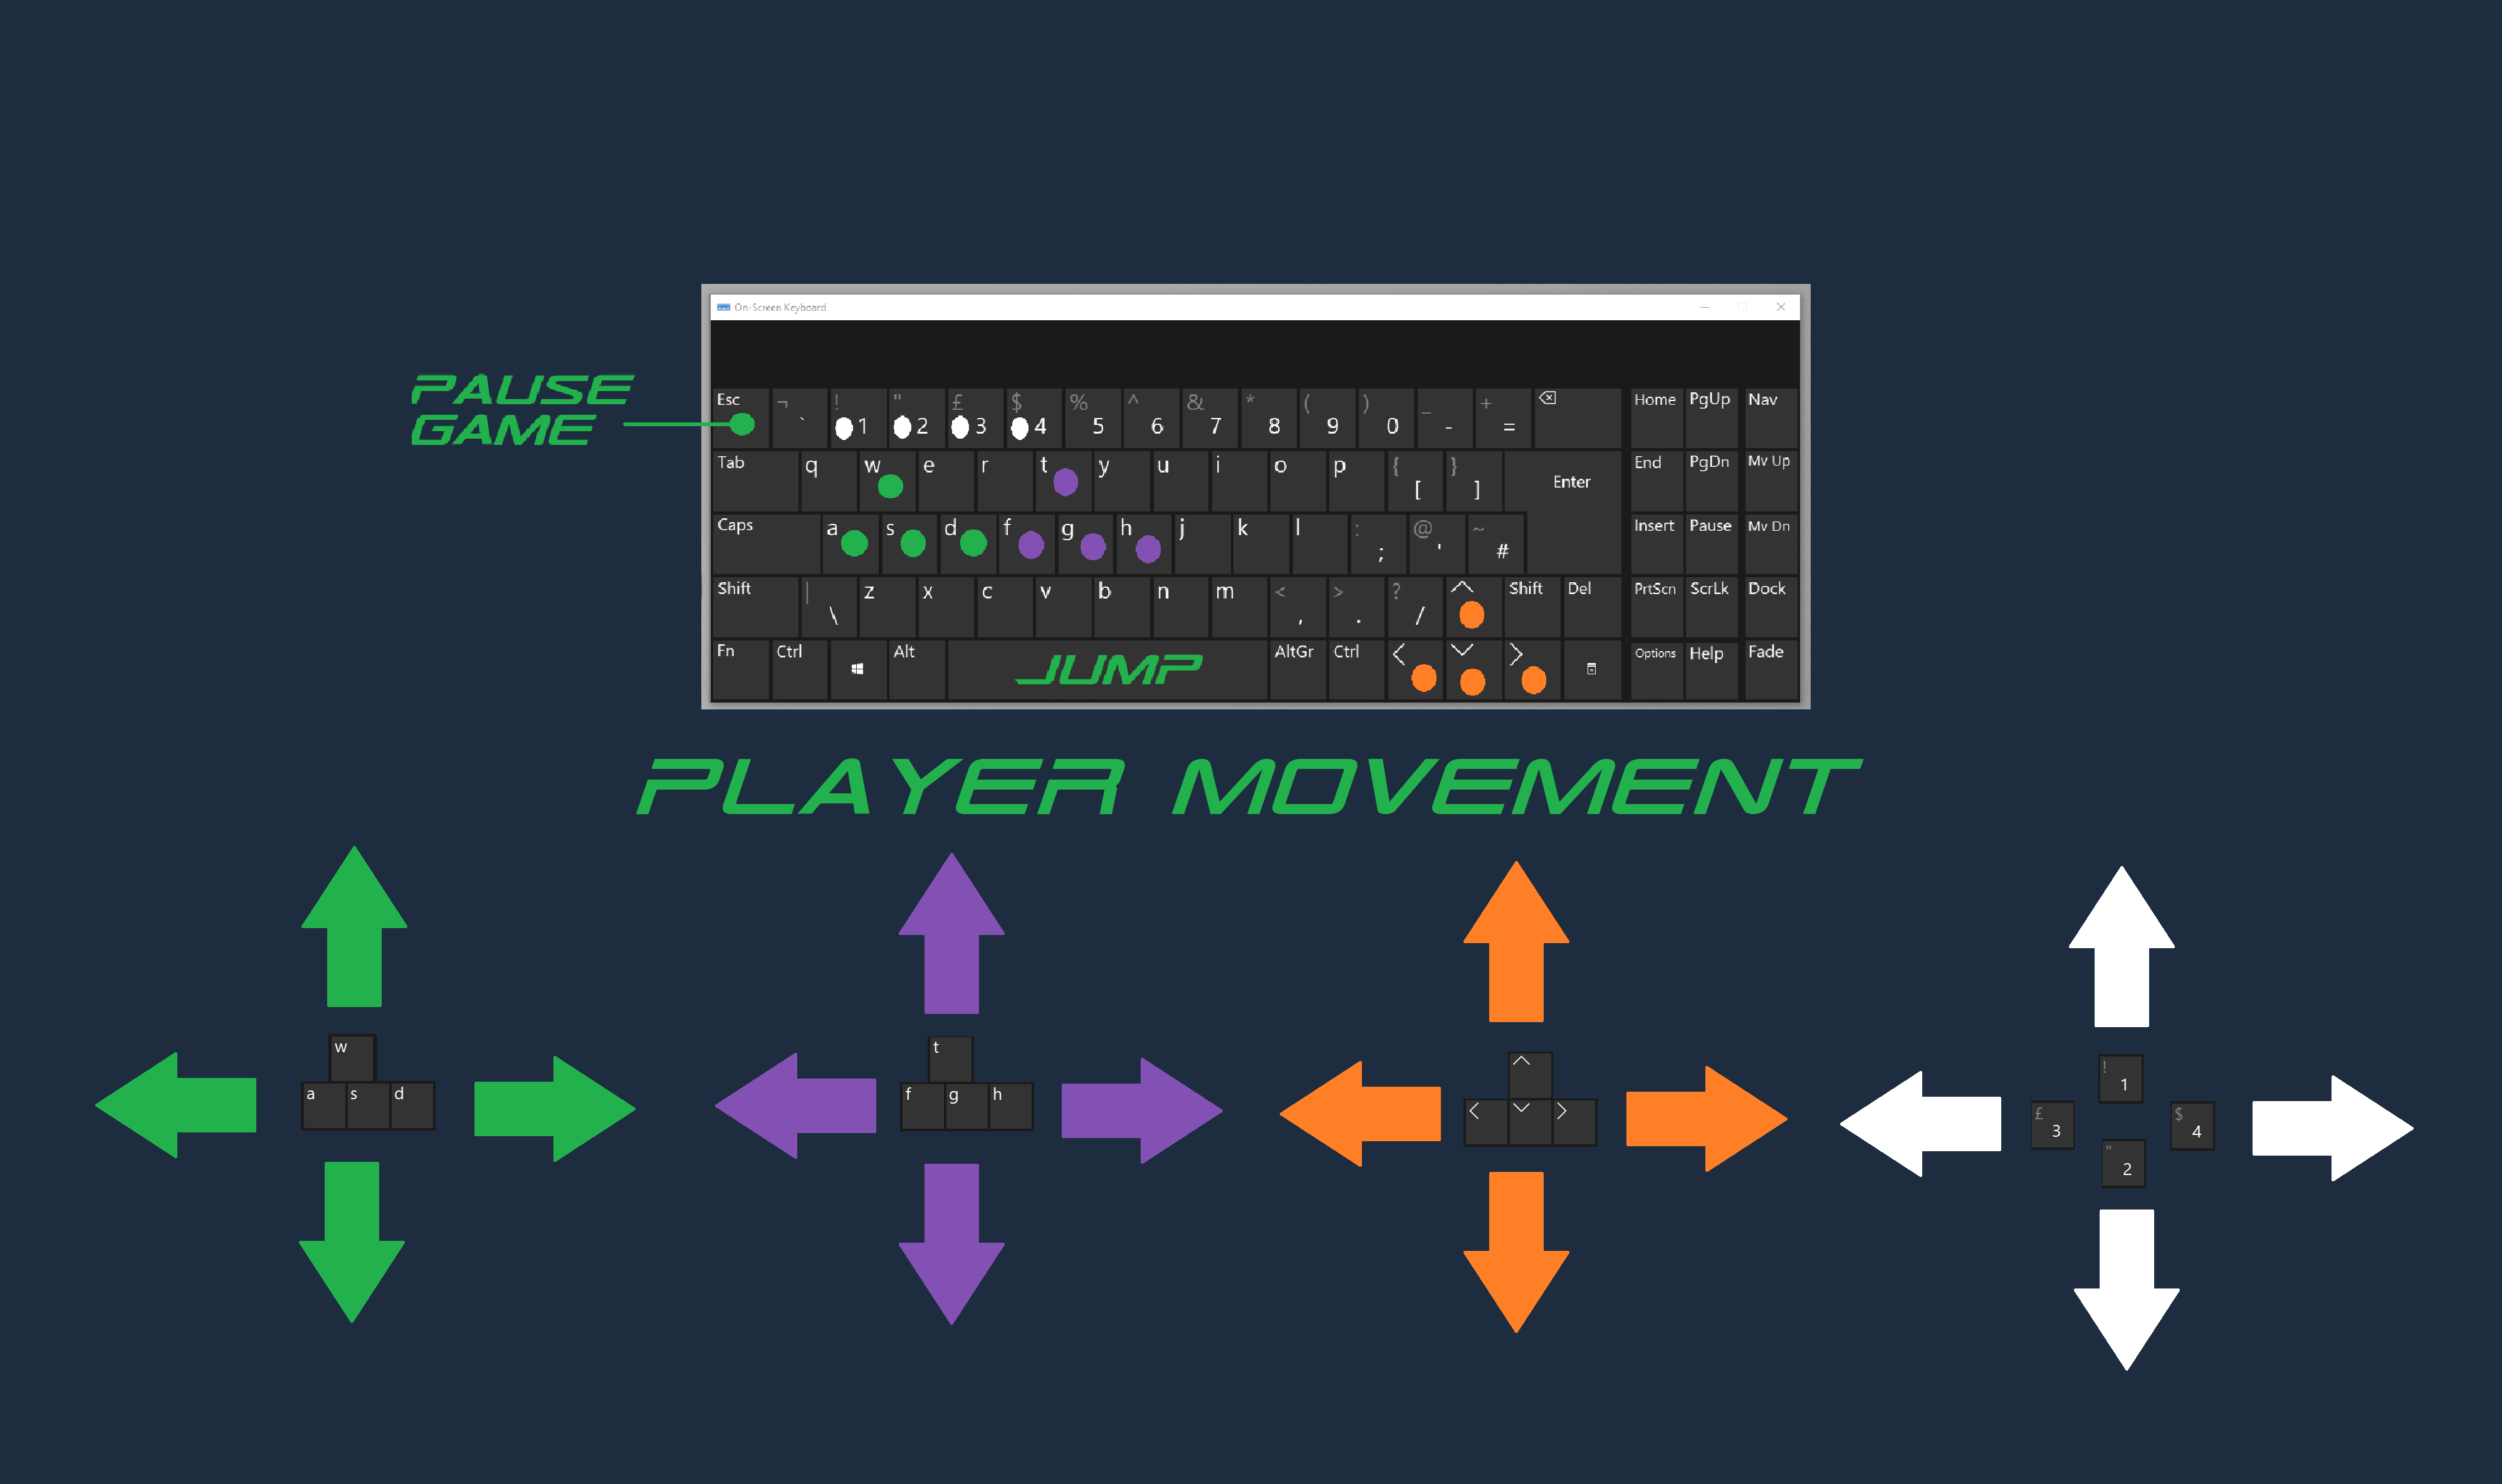 On-Screen Keyboard
PAUSE
GAME
Esc ¬ ` ! 1 " 2 £ 3 $ 4 % 5 ^ 6 & 7 * 8 ( 9 ) 0 _ - + = Home PgUp Nav
Tab q w e r t y u i o p { [ } ] Enter End PgDn Mv Up
Caps a s d f g h j k l : ; @ ' ~ # Insert Pause Mv Dn
Shift | \ z x c v b n m < , > . ? / Shift Del PrtScn ScrLk Dock
Fn Ctrl Alt JUMP AltGr Ctrl Options Help Fade
PLAYER MOVEMENT
w
a s d
t
f g h
! 1
£ 3 $ 4
" 2